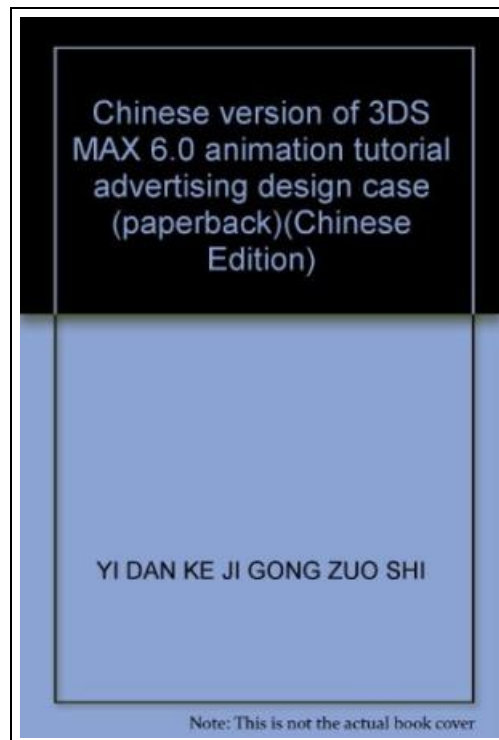 Chinese version of 3DS
MAX 6.0 animation tutorial
advertising design case
(paperback)(Chinese
Edition)
YI DAN KE JI GONG ZUO SHI
Note: This is not the actual book cover